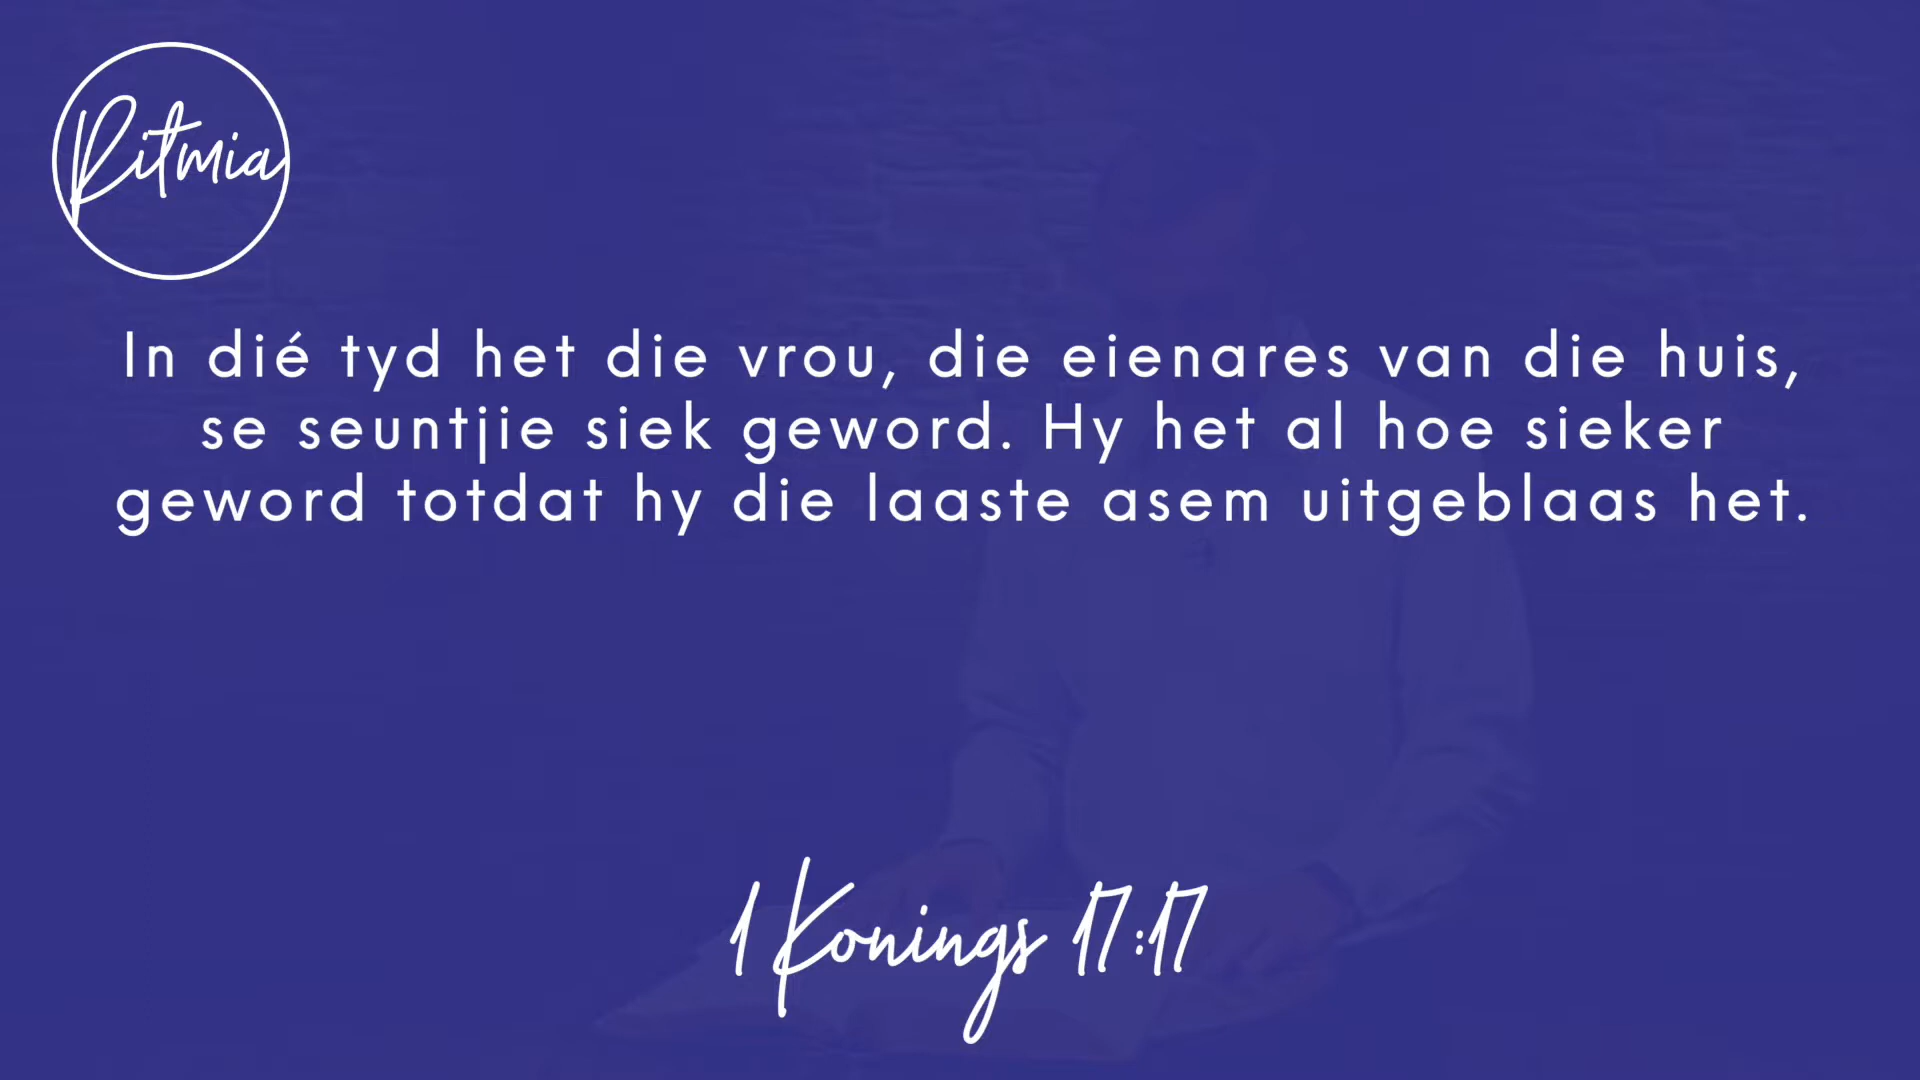 Ritmia
In dié tyd het die vrou, die eienares van die huis,
se seuntjie siek geword. Hy het al hoe sieker
geword totdat hy die laaste asem uitgeblaas het.
1 Konings 17:17